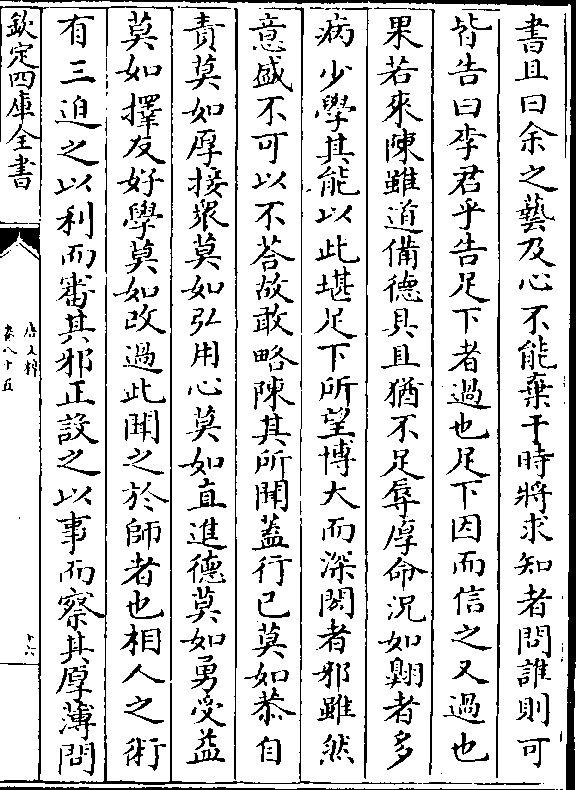 書且曰余之藝及心不能棄于時將求知者問誰則可
皆告曰李君乎告足下者過也足下因而信之又過也
果若來陳雖道備德具且猶不足辱厚命況如翺者多
病少學其能以此堪足下所望博大而深閎者邪雖然
意盛不可以不荅故敢略陳其所聞蓋行已莫如恭自
責莫如厚接衆莫如弘用心莫如直進德莫如勇受益
莫如擇友好學莫如改過此聞之於師者也相人之術
有三迫之以利而審其邪正設之以事而察其厚薄問
欽定四庫全書
唐文粹
卷八十五
十六